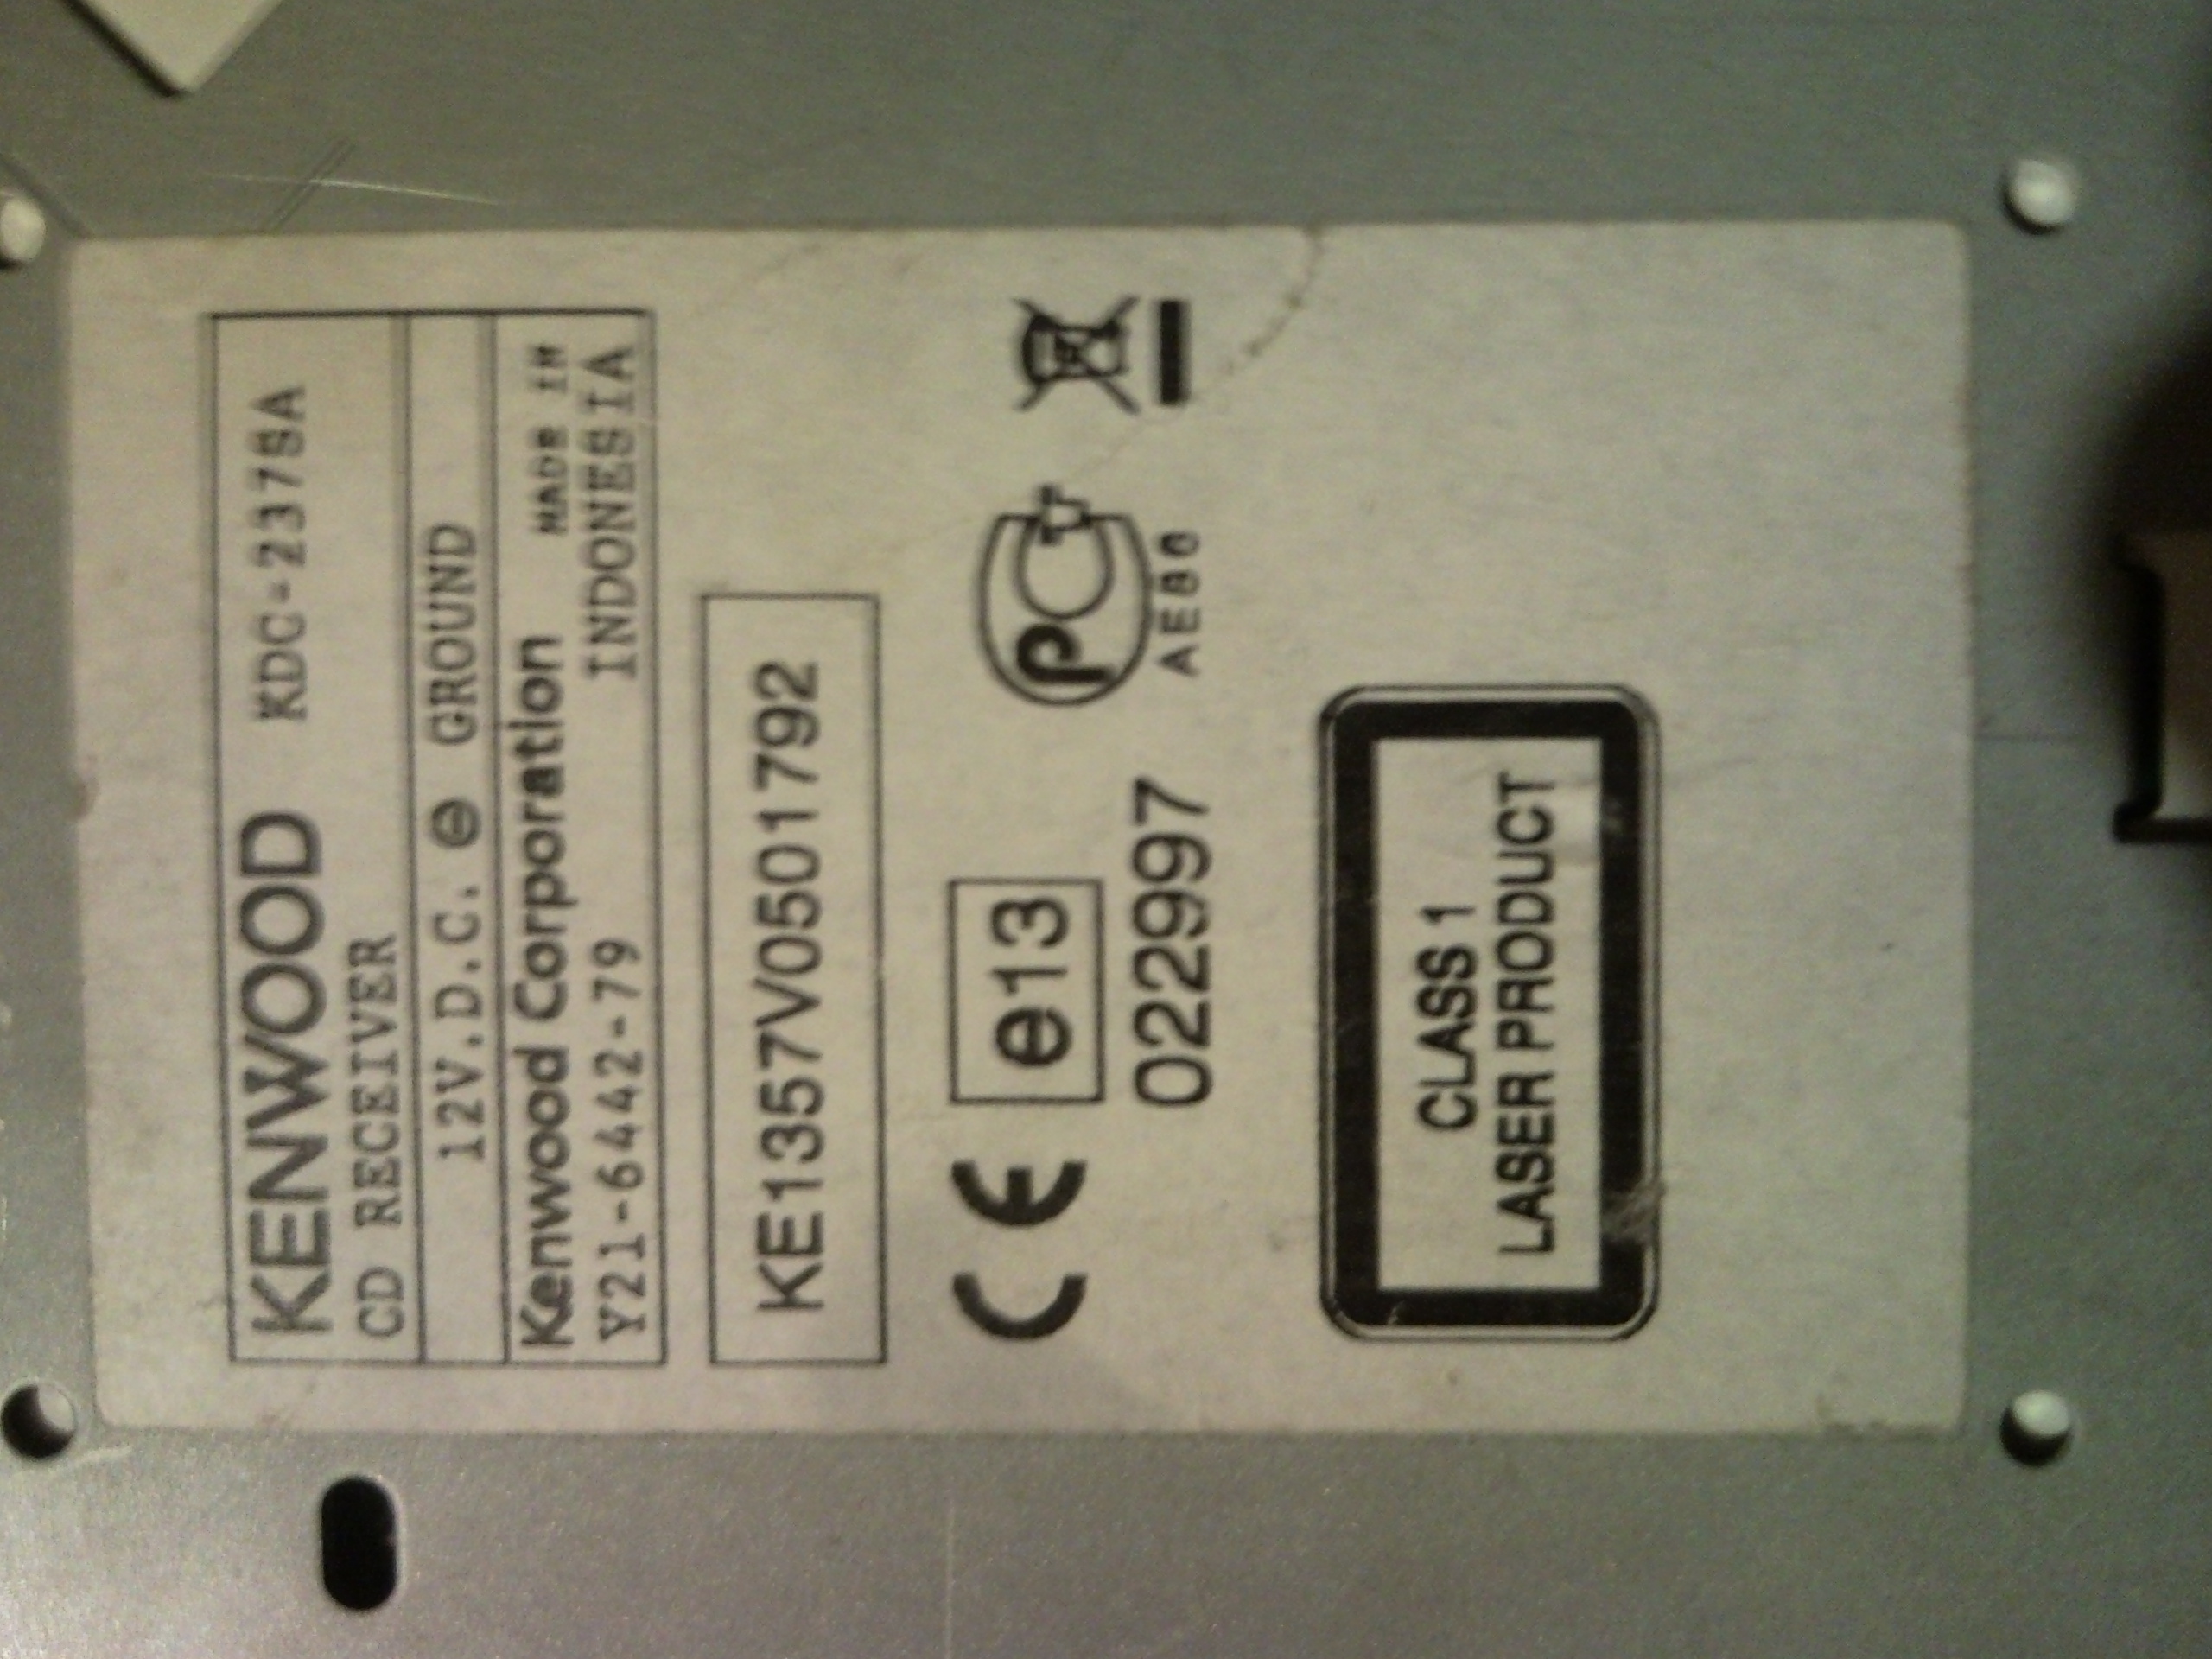 KENWOOD KDC-237SA
CD RECEIVER
12V.D.C. ⊖ GROUND
Kenwood Corporation MADE IN
Y21-6442-79 INDONESIA
KE1357V0501792
CE e13
022997
PCT
AE86
CLASS 1
LASER PRODUCT